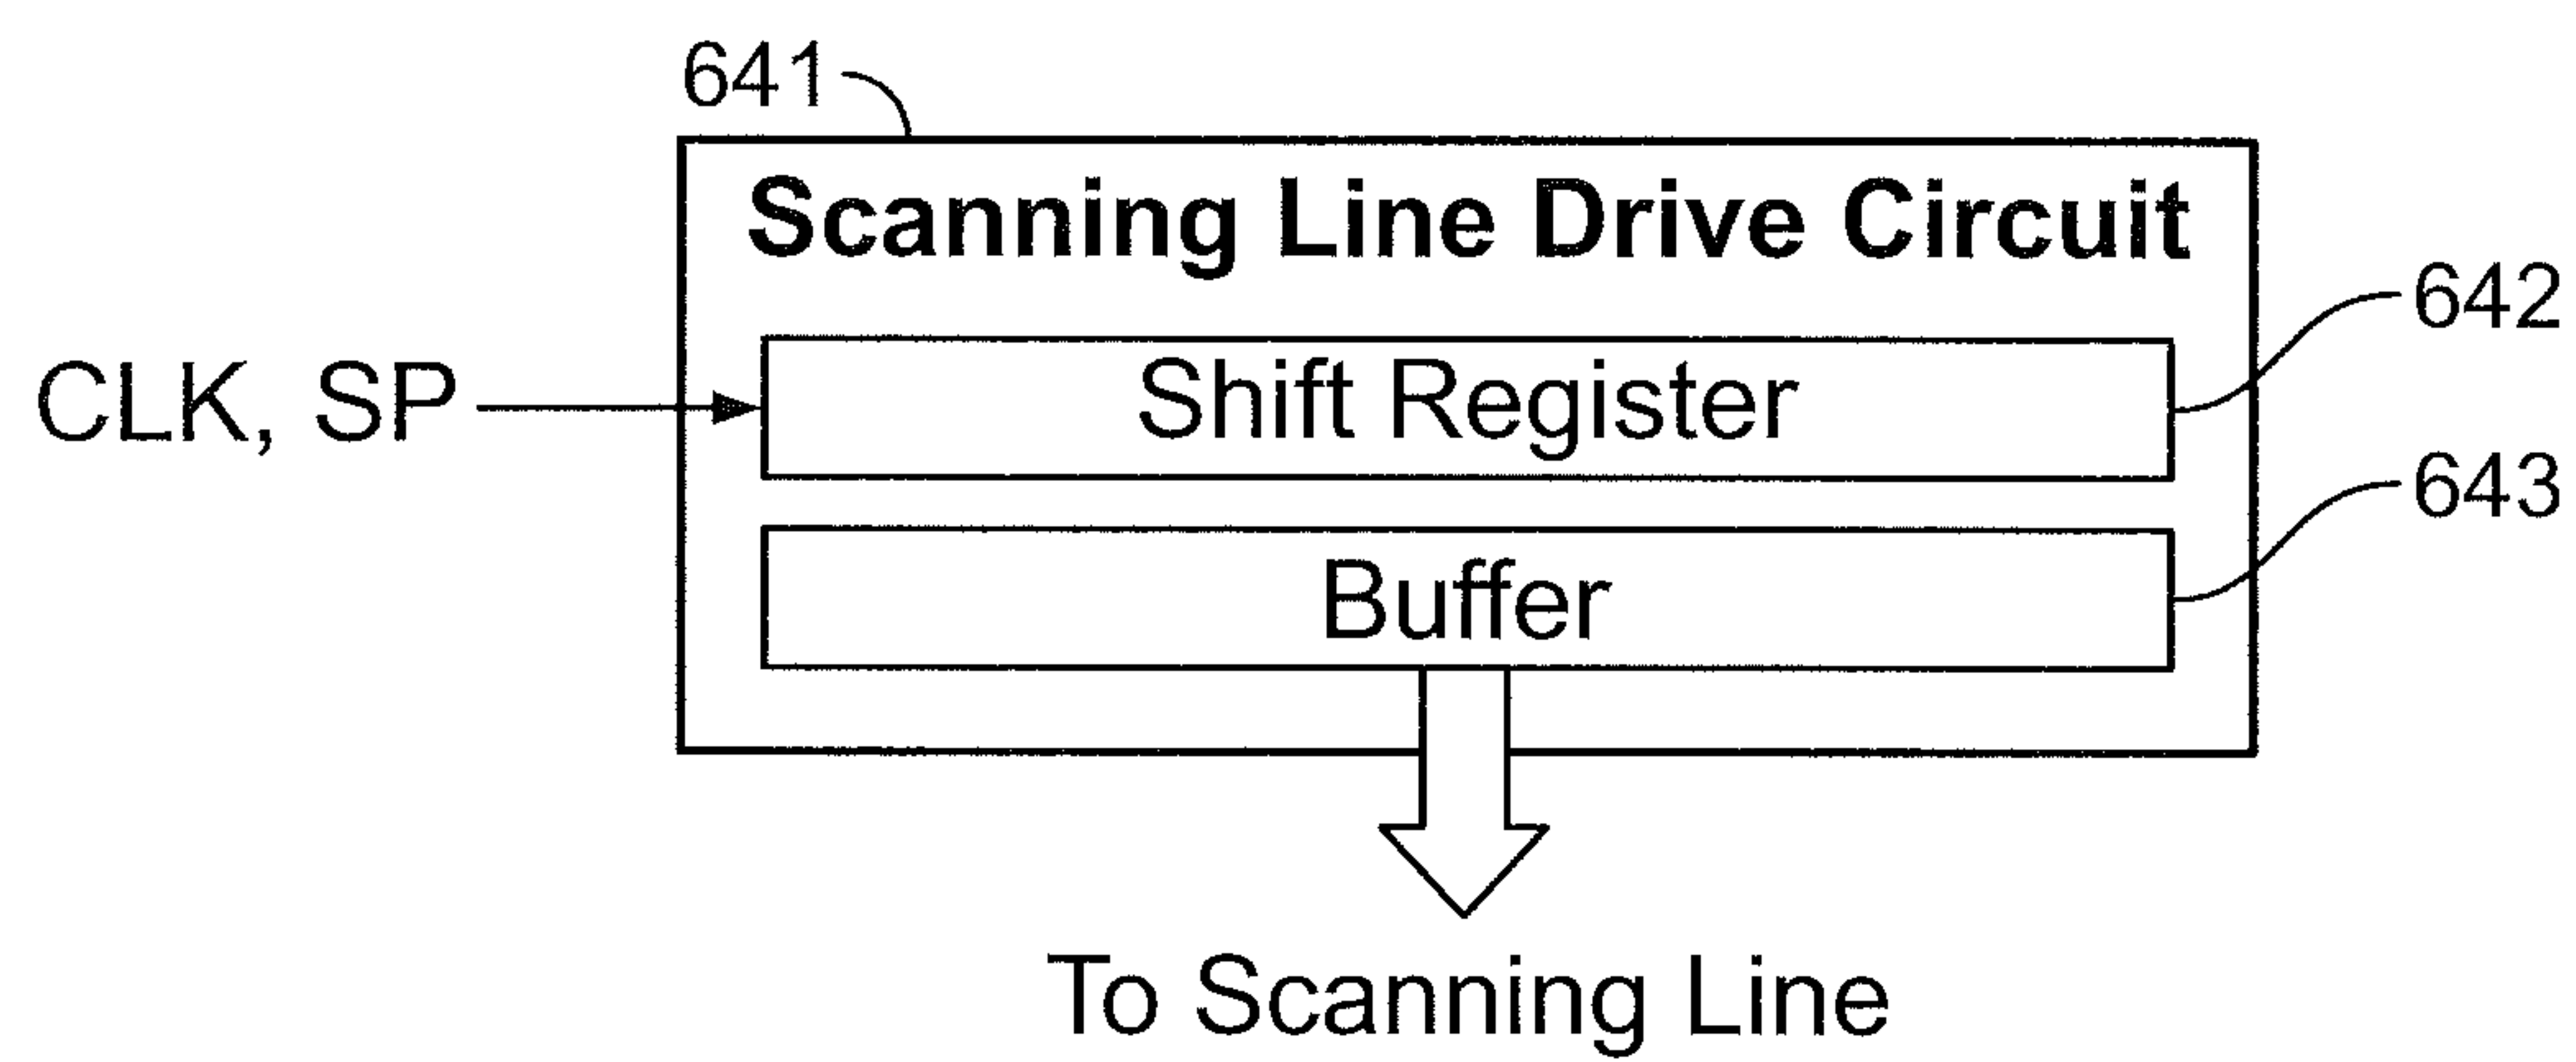 641
Scanning Line Drive Circuit
642
CLK, SP
Shift Register
643
Buffer
To Scanning Line